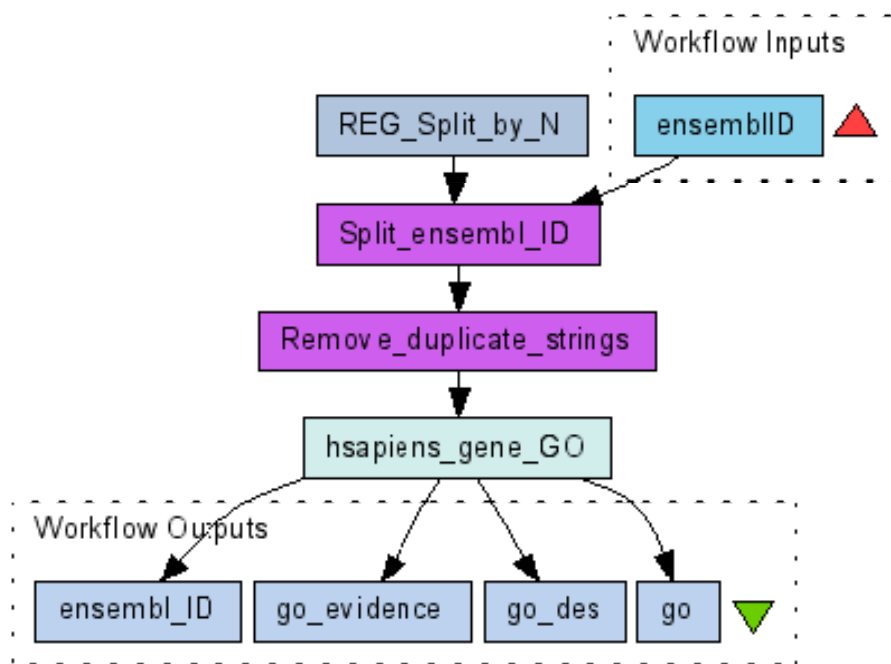 Workflow Inputs
REG_Split_by_N
ensemblID
Split_ensembl_ID
Remove_duplicate_strings
hsapiens_gene_GO
Workflow Outputs
ensembl_ID
go_evidence
go_des
go